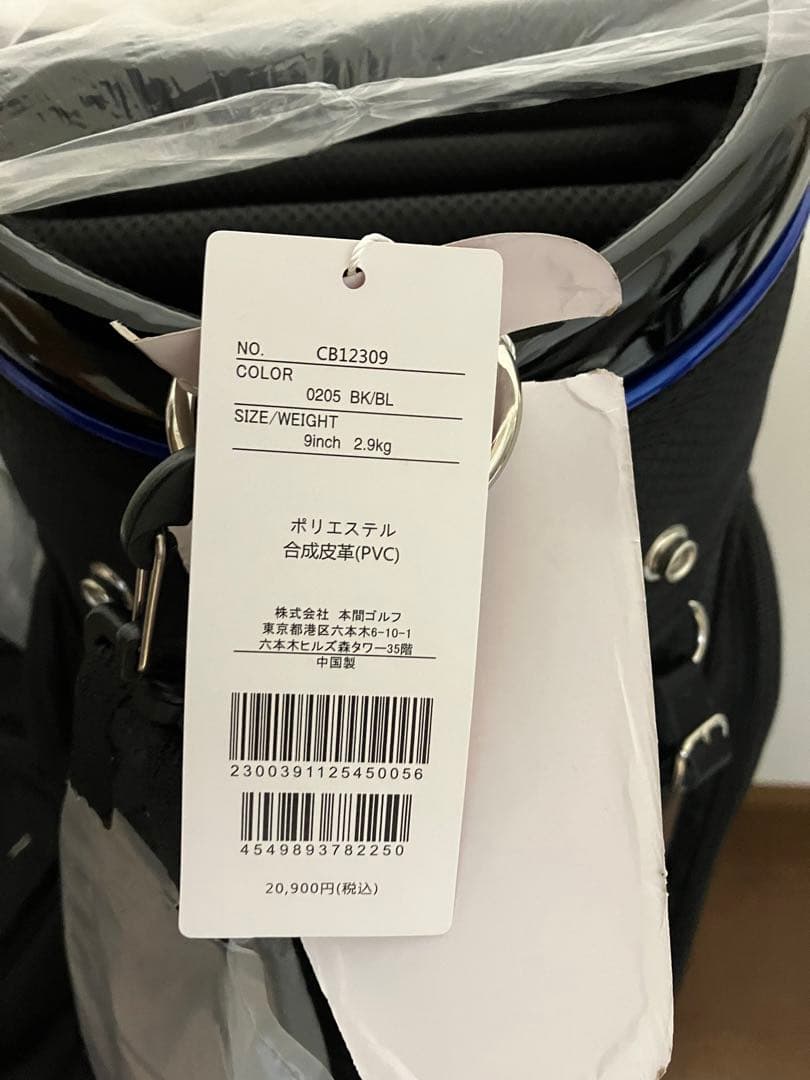 NO. CB12309
COLOR
0205 BK/BL
SIZE/WEIGHT
9inch 2.9kg
ポリエステル
合成皮革(PVC)
株式会社 本間ゴルフ
東京都港区六本木6-10-1
六本木ヒルズ森タワー35階
中国製
2300391125450056
4549893782250
20,900円(税込)